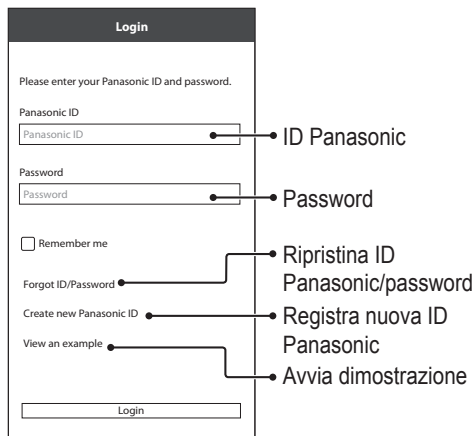 Login
Please enter your Panasonic ID and password.
Panasonic ID
Panasonic ID
ID Panasonic
Password
Password
Password
Remember me
Ripristina ID
Panasonic/password
Forgot ID/Password
Create new Panasonic ID
Registra nuova ID
Panasonic
View an example
Avvia dimostrazione
Login